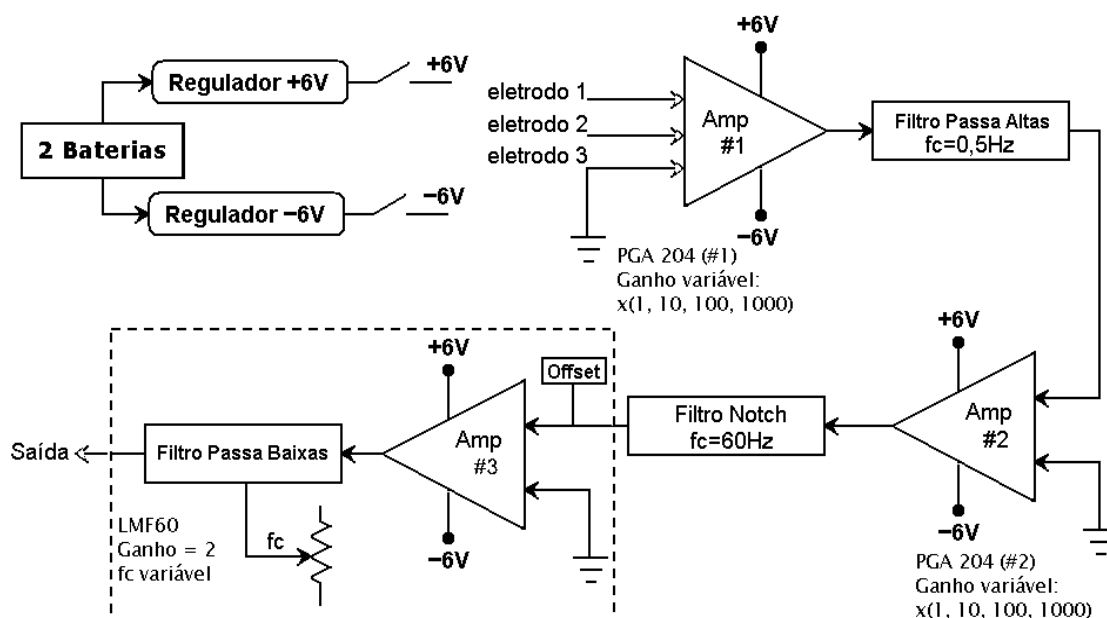 Regulador +6V
+6V
2 Baterias
Regulador −6V
−6V
eletrodo 1
eletrodo 2
eletrodo 3
+6V
Amp
#1
−6V
Filtro Passa Altas
fc=0,5Hz
PGA 204 (#1)
Ganho variável:
x(1, 10, 100, 1000)
+6V
Amp
#2
−6V
PGA 204 (#2)
Ganho variável:
x(1, 10, 100, 1000)
Filtro Notch
fc=60Hz
Offset
+6V
Amp
#3
−6V
Filtro Passa Baixas
Saída
fc
LMF60
Ganho = 2
fc variável